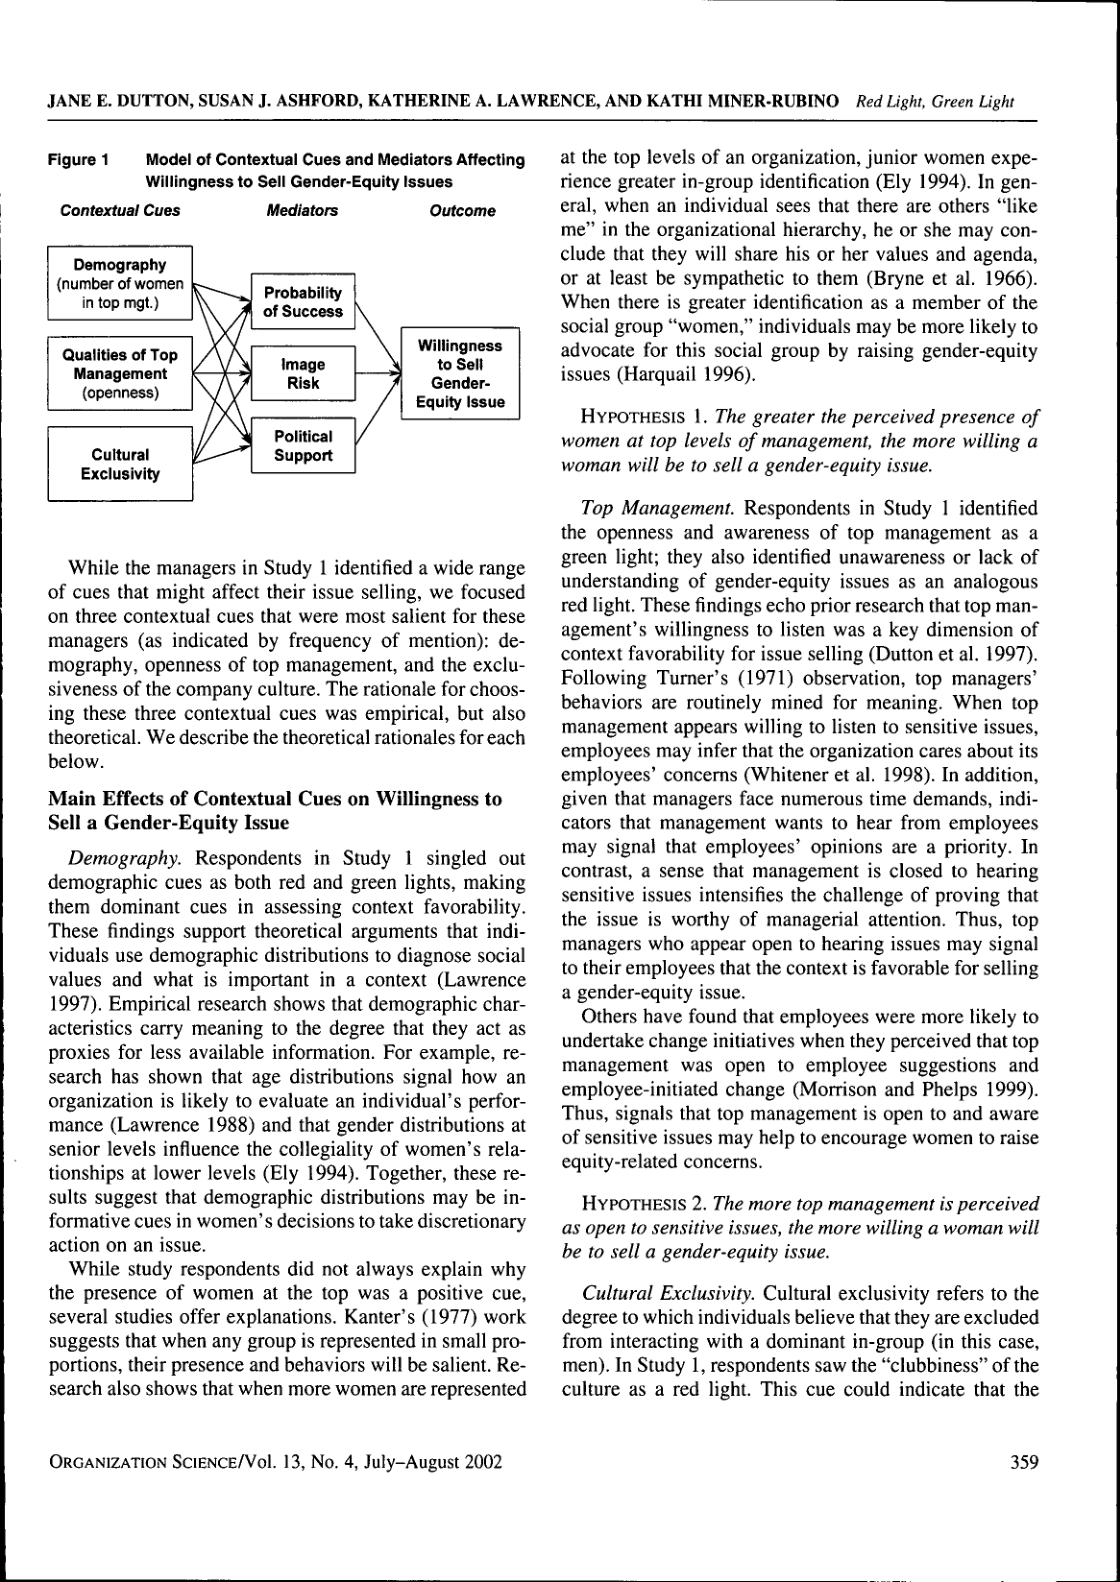 JANE E. DUTTON, SUSAN J. ASHFORD, KATHERINE A. LAWRENCE, AND KATHI MINER-RUBINO Red Light, Green Light
Figure 1 Model of Contextual Cues and Mediators Affecting
Willingness to Sell Gender-Equity Issues
Contextual Cues Mediators Outcome
Demography
(number of women
in top mgt.)
Qualities of Top
Management
(openness)
Cultural
Exclusivity
Probability
of Success
Image
Risk
Political
Support
Willingness
to Sell
Gender-
Equity Issue
While the managers in Study 1 identified a wide range
of cues that might affect their issue selling, we focused
on three contextual cues that were most salient for these
managers (as indicated by frequency of mention): de-
mography, openness of top management, and the exclu-
siveness of the company culture. The rationale for choos-
ing these three contextual cues was empirical, but also
theoretical. We describe the theoretical rationales for each
below.
Main Effects of Contextual Cues on Willingness to
Sell a Gender-Equity Issue
Demography. Respondents in Study 1 singled out
demographic cues as both red and green lights, making
them dominant cues in assessing context favorability.
These findings support theoretical arguments that indi-
viduals use demographic distributions to diagnose social
values and what is important in a context (Lawrence
1997). Empirical research shows that demographic char-
acteristics carry meaning to the degree that they act as
proxies for less available information. For example, re-
search has shown that age distributions signal how an
organization is likely to evaluate an individual's perfor-
mance (Lawrence 1988) and that gender distributions at
senior levels influence the collegiality of women's rela-
tionships at lower levels (Ely 1994). Together, these re-
sults suggest that demographic distributions may be in-
formative cues in women's decisions to take discretionary
action on an issue.
While study respondents did not always explain why
the presence of women at the top was a positive cue,
several studies offer explanations. Kanter's (1977) work
suggests that when any group is represented in small pro-
portions, their presence and behaviors will be salient. Re-
search also shows that when more women are represented
at the top levels of an organization, junior women expe-
rience greater in-group identification (Ely 1994). In gen-
eral, when an individual sees that there are others "like
me" in the organizational hierarchy, he or she may con-
clude that they will share his or her values and agenda,
or at least be sympathetic to them (Bryne et al. 1966).
When there is greater identification as a member of the
social group "women," individuals may be more likely to
advocate for this social group by raising gender-equity
issues (Harquail 1996).
HYPOTHESIS 1. The greater the perceived presence of
women at top levels of management, the more willing a
woman will be to sell a gender-equity issue.
Top Management. Respondents in Study 1 identified
the openness and awareness of top management as a
green light; they also identified unawareness or lack of
understanding of gender-equity issues as an analogous
red light. These findings echo prior research that top man-
agement's willingness to listen was a key dimension of
context favorability for issue selling (Dutton et al. 1997).
Following Turner's (1971) observation, top managers'
behaviors are routinely mined for meaning. When top
management appears willing to listen to sensitive issues,
employees may infer that the organization cares about its
employees' concerns (Whitener et al. 1998). In addition,
given that managers face numerous time demands, indi-
cators that management wants to hear from employees
may signal that employees' opinions are a priority. In
contrast, a sense that management is closed to hearing
sensitive issues intensifies the challenge of proving that
the issue is worthy of managerial attention. Thus, top
managers who appear open to hearing issues may signal
to their employees that the context is favorable for selling
a gender-equity issue.
Others have found that employees were more likely to
undertake change initiatives when they perceived that top
management was open to employee suggestions and
employee-initiated change (Morrison and Phelps 1999).
Thus, signals that top management is open to and aware
of sensitive issues may help to encourage women to raise
equity-related concerns.
HYPOTHESIS 2. The more top management is perceived
as open to sensitive issues, the more willing a woman will
be to sell a gender-equity issue.
Cultural Exclusivity. Cultural exclusivity refers to the
degree to which individuals believe that they are excluded
from interacting with a dominant in-group (in this case,
men). In Study 1, respondents saw the "clubbiness" of the
culture as a red light. This cue could indicate that the
ORGANIZATION SCIENCE/Vol. 13, No. 4, July–August 2002 359